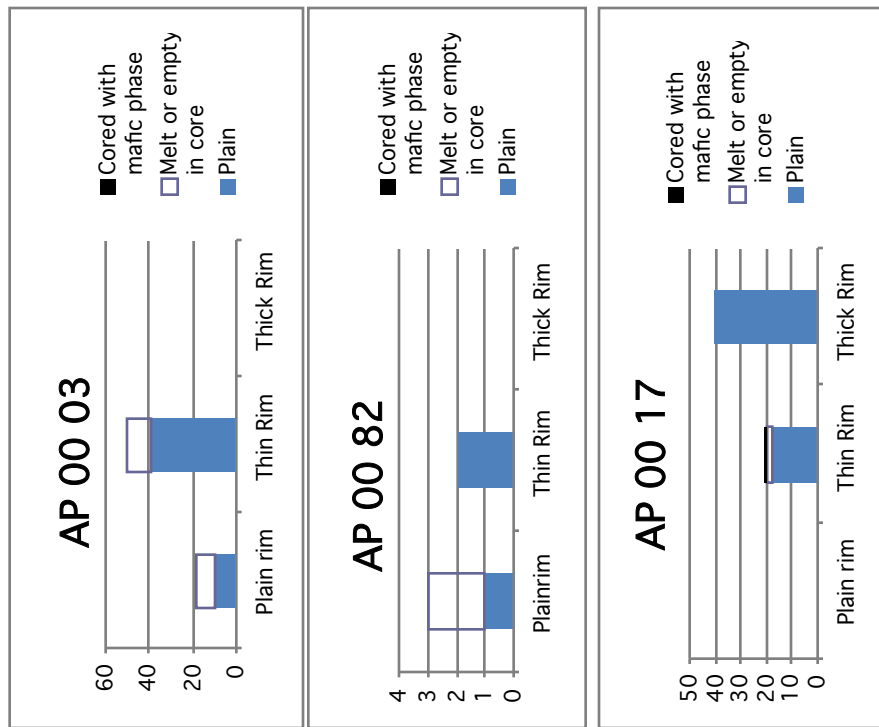 AP 00 03
60
40
20
0
Plain rim
Thin Rim
Thick Rim
Cored with
mafic phase
Melt or empty
in core
Plain
AP 00 82
4
3
2
1
0
Plainrim
Thin Rim
Thick Rim
Cored with
mafic phase
Melt or empty
in core
Plain
AP 00 17
50
40
30
20
10
0
Plain rim
Thin Rim
Thick Rim
Cored with
mafic phase
Melt or empty
in core
Plain